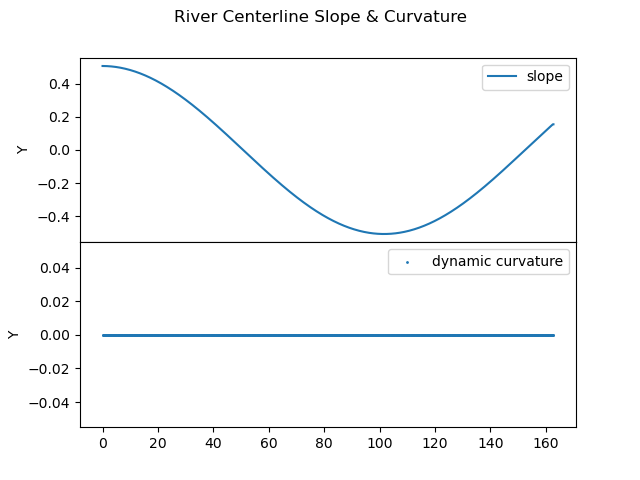 River Centerline Slope & Curvature
slope
0.4
0.2
0.0
−0.2
−0.4
Y
dynamic curvature
0.04
0.02
0.00
−0.02
−0.04
Y
0 20 40 60 80 100 120 140 160